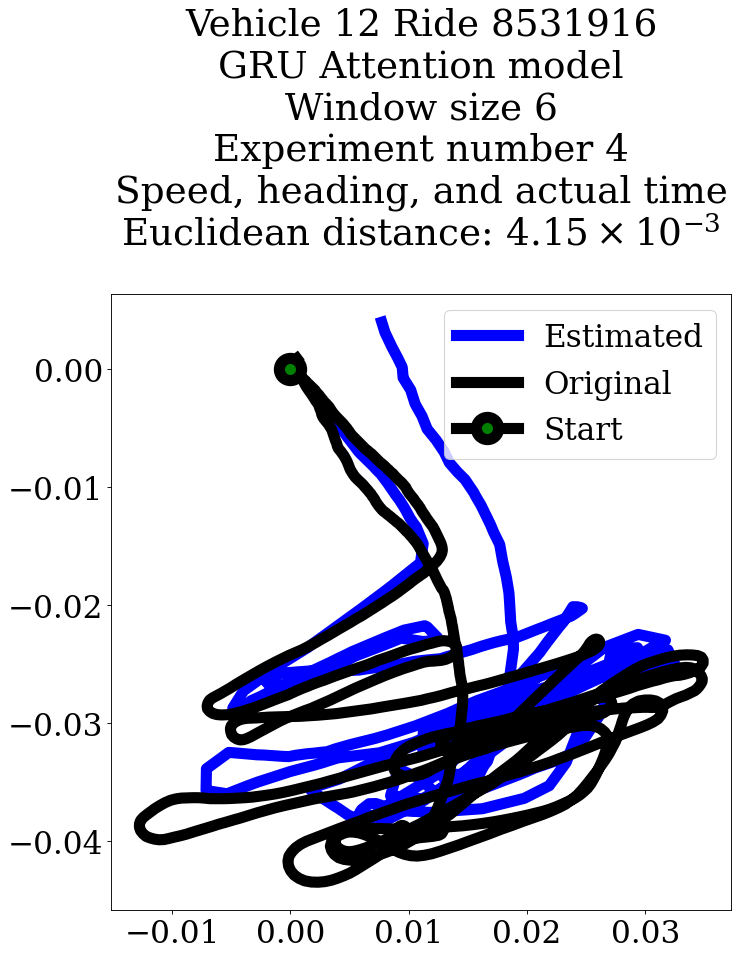 Vehicle 12 Ride 8531916
GRU Attention model
Window size 6
Experiment number 4
Speed, heading, and actual time
Euclidean distance: 4.15 × 10⁻³
Estimated
Original
Start
0.00
−0.01
−0.02
−0.03
−0.04
−0.01 0.00 0.01 0.02 0.03